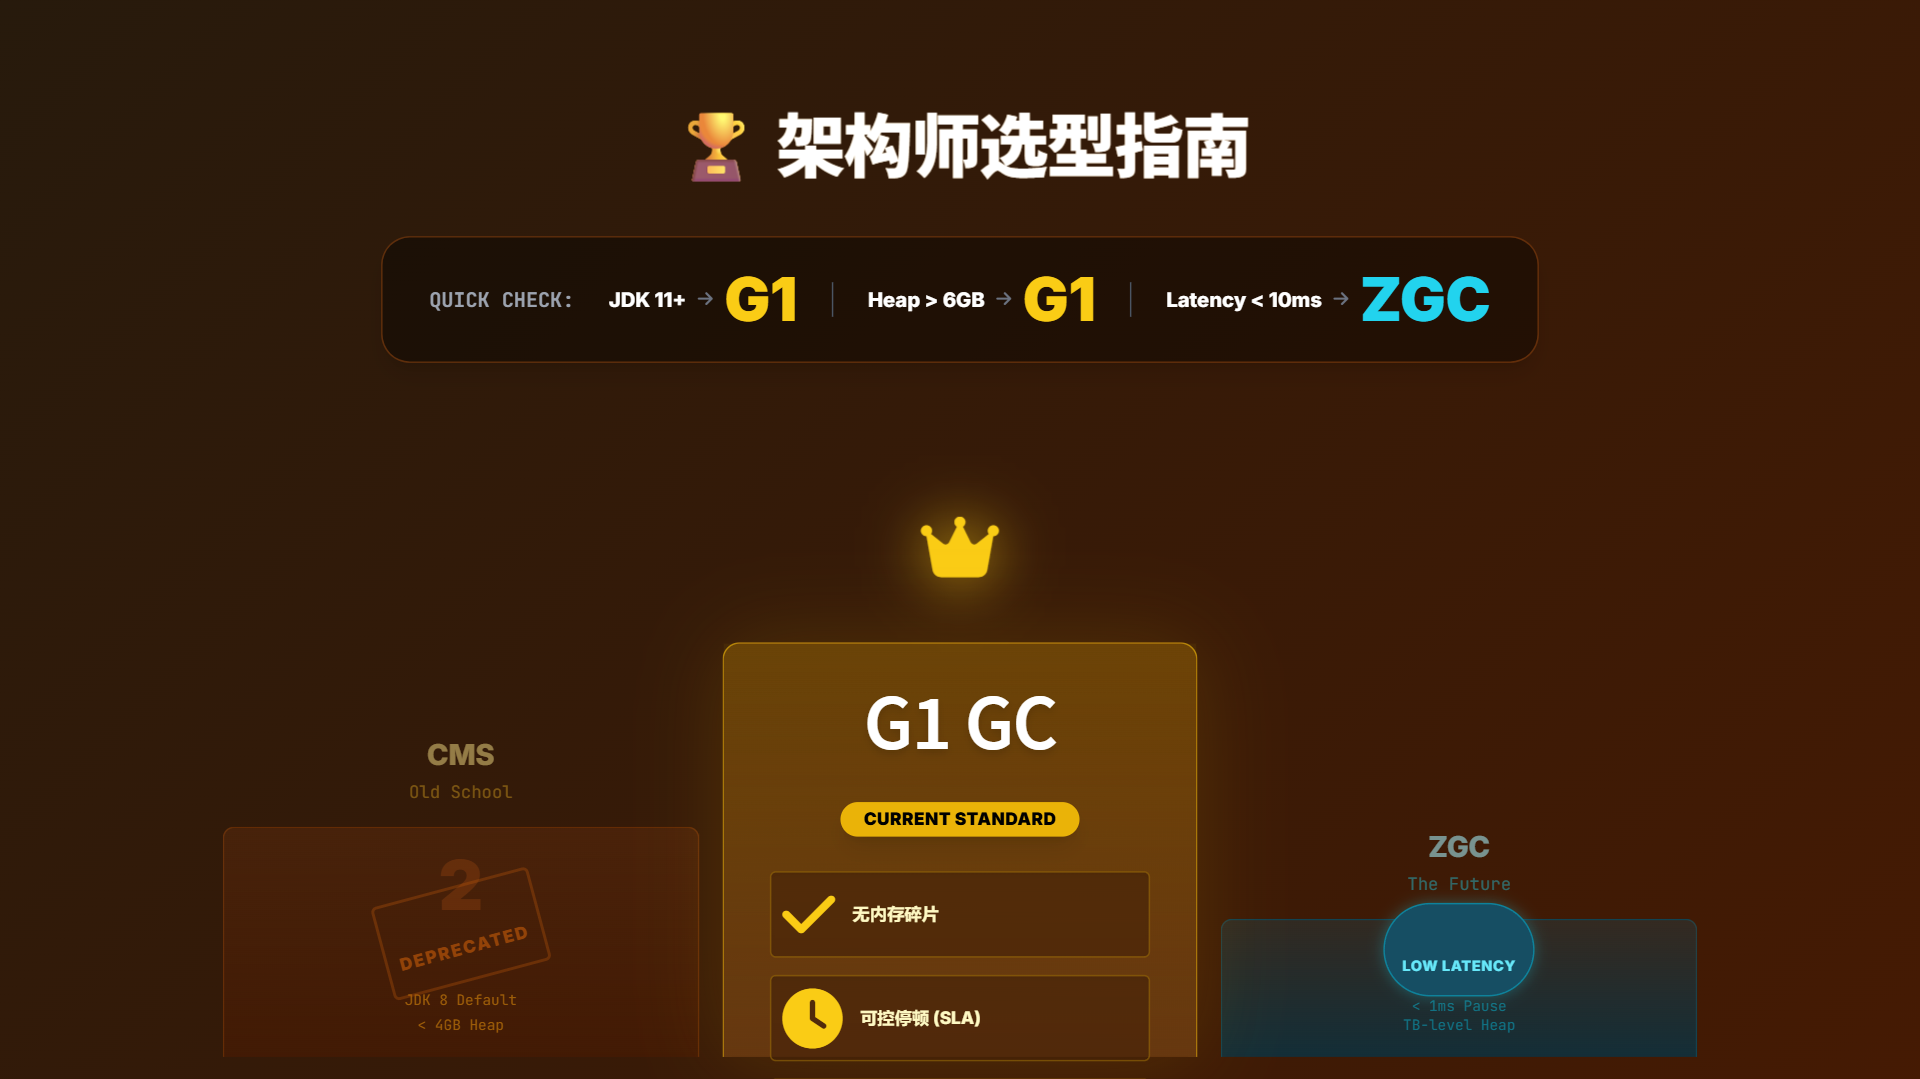 🏆 架构师选型指南
QUICK CHECK: JDK 11+ → G1 | Heap > 6GB → G1 | Latency < 10ms → ZGC
CMS
Old School
2
DEPRECATED
JDK 8 Default
< 4GB Heap
G1 GC
CURRENT STANDARD
无内存碎片
可控停顿 (SLA)
ZGC
The Future
LOW LATENCY
< 1ms Pause
TB-level Heap